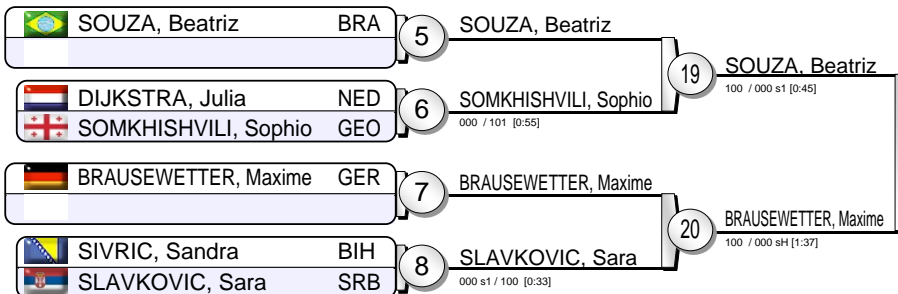 SOUZA, Beatriz BRA
5
SOUZA, Beatriz
19
SOUZA, Beatriz
100 / 000 s1 [0:45]
DIJKSTRA, Julia NED
SOMKHISHVILI, Sophio GEO
6
SOMKHISHVILI, Sophio
000 / 101 [0:55]
BRAUSEWETTER, Maxime GER
7
BRAUSEWETTER, Maxime
20
BRAUSEWETTER, Maxime
100 / 000 sH [1:37]
SIVRIC, Sandra BIH
SLAVKOVIC, Sara SRB
8
SLAVKOVIC, Sara
000 s1 / 100 [0:33]